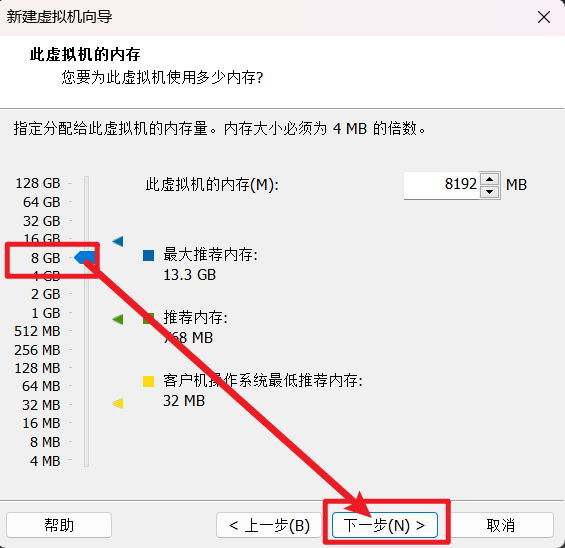 新建虚拟机向导
此虚拟机的内存
您要为此虚拟机使用多少内存?
指定分配给此虚拟机的内存量。内存大小必须为 4 MB 的倍数。
128 GB
64 GB
32 GB
16 GB
8 GB
4 GB
2 GB
1 GB
512 MB
256 MB
128 MB
64 MB
32 MB
16 MB
8 MB
4 MB
此虚拟机的内存(M): 8192 MB
最大推荐内存:
13.3 GB
推荐内存:
768 MB
客户机操作系统最低推荐内存:
32 MB
帮助 < 上一步(B) 下一步(N) > 取消